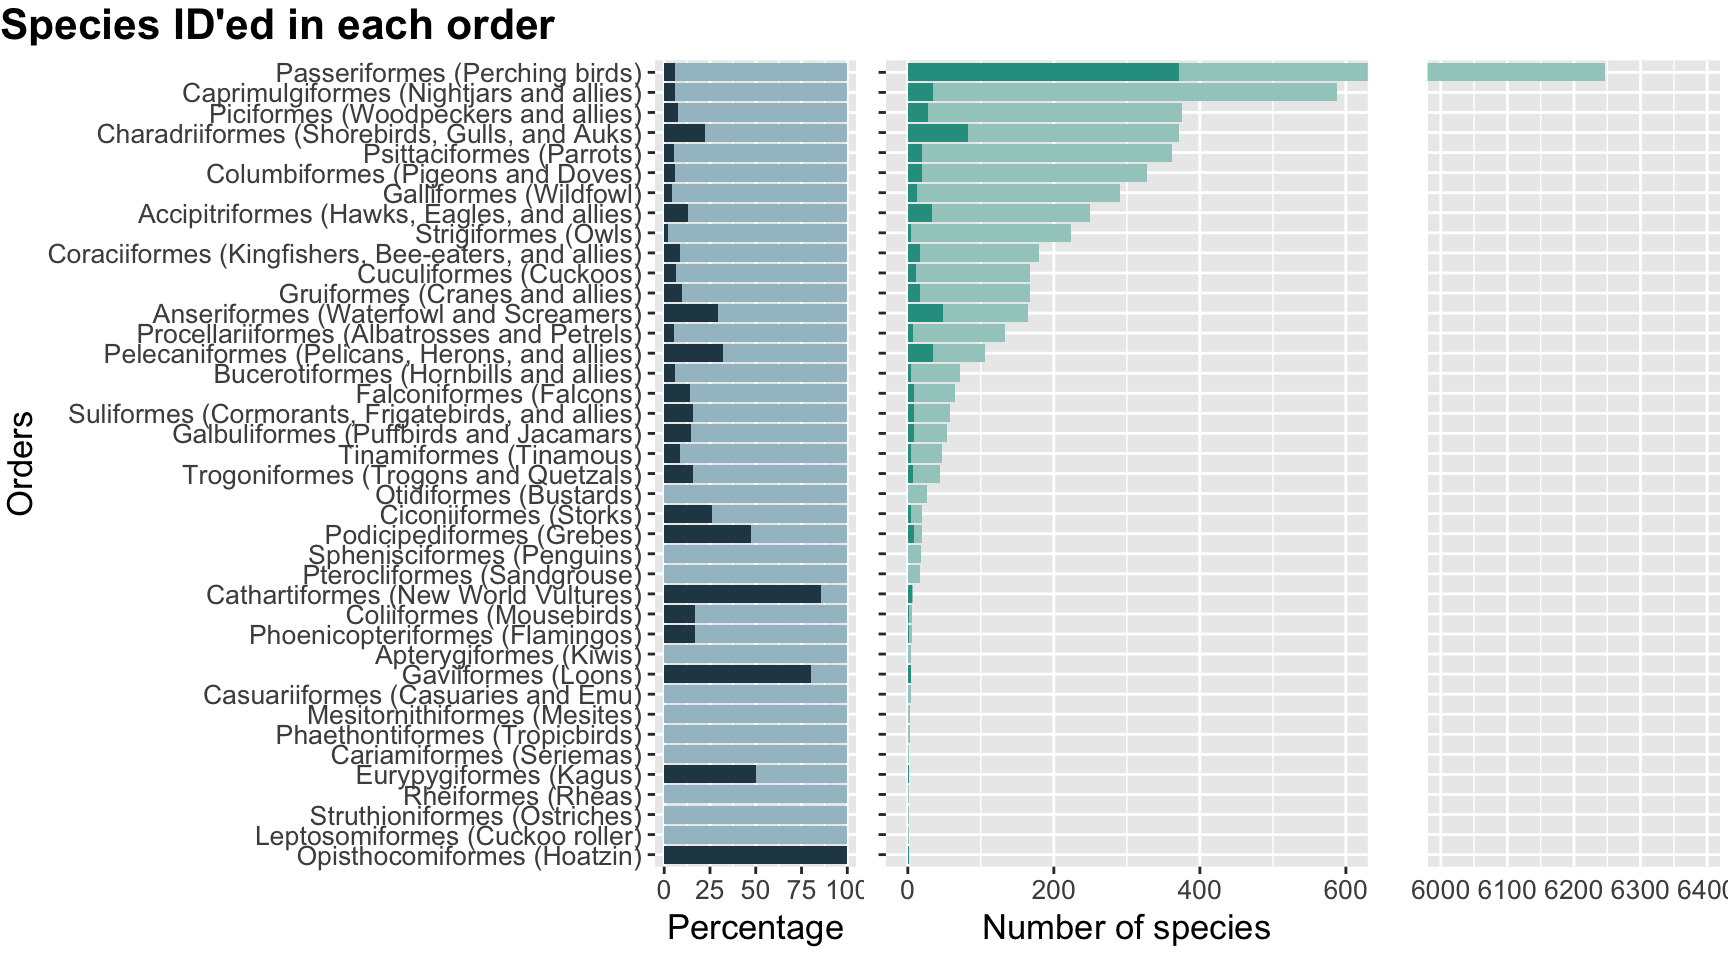 Species ID'ed in each order
Orders
Passeriformes (Perching birds)
Caprimulgiformes (Nightjars and allies)
Piciformes (Woodpeckers and allies)
Charadriiformes (Shorebirds, Gulls, and Auks)
Psittaciformes (Parrots)
Columbiformes (Pigeons and Doves)
Galliformes (Wildfowl)
Accipitriformes (Hawks, Eagles, and allies)
Strigiformes (Owls)
Coraciiformes (Kingfishers, Bee-eaters, and allies)
Cuculiformes (Cuckoos)
Gruiformes (Cranes and allies)
Anseriformes (Waterfowl and Screamers)
Procellariiformes (Albatrosses and Petrels)
Pelecaniformes (Pelicans, Herons, and allies)
Bucerotiformes (Hornbills and allies)
Falconiformes (Falcons)
Suliformes (Cormorants, Frigatebirds, and allies)
Galbuliformes (Puffbirds and Jacamars)
Tinamiformes (Tinamous)
Trogoniformes (Trogons and Quetzals)
Otidiformes (Bustards)
Ciconiiformes (Storks)
Podicipediformes (Grebes)
Sphenisciformes (Penguins)
Pterocliformes (Sandgrouse)
Cathartiformes (New World Vultures)
Coliiformes (Mousebirds)
Phoenicopteriformes (Flamingos)
Apterygiformes (Kiwis)
Gaviiformes (Loons)
Casuariiformes (Casuaries and Emu)
Mesitornithiformes (Mesites)
Phaethontiformes (Tropicbirds)
Cariamiformes (Seriemas)
Eurypygiformes (Kagus)
Rheiformes (Rheas)
Struthioniformes (Ostriches)
Leptosomiformes (Cuckoo roller)
Opisthocomiformes (Hoatzin)
0 25 50 75 100
Percentage
0 200 400 600
Number of species
6000 6100 6200 6300 6400